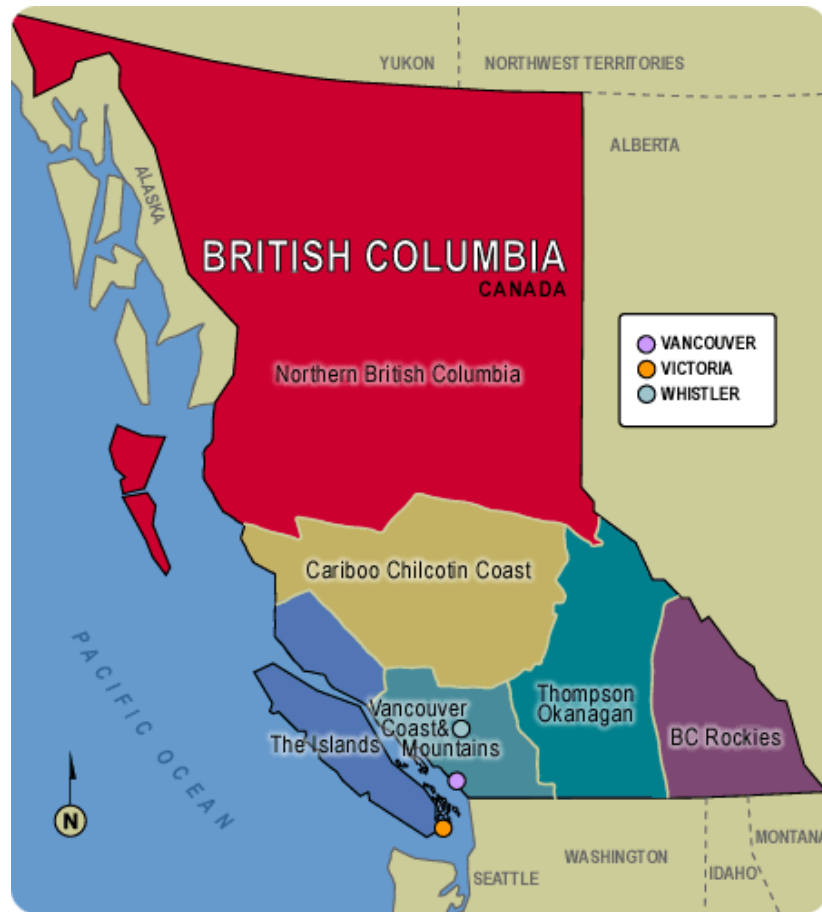 YUKON
NORTHWEST TERRITORIES
ALBERTA
ALASKA
BRITISH COLUMBIA
CANADA
VANCOUVER
VICTORIA
WHISTLER
Northern British Columbia
Cariboo Chilcotin Coast
PACIFIC OCEAN
Thompson
Okanagan
Vancouver
Coast&
Mountains
The Islands
BC Rockies
N
MONTANA
WASHINGTON
IDAHO
SEATTLE